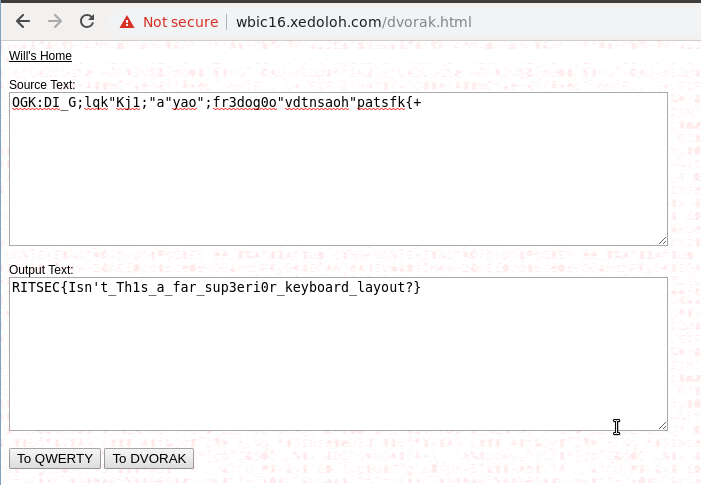 Not secure wbic16.xedoloh.com/dvorak.html
Will's Home
Source Text:
OGK:DI_G;lqk"Kj1;"a"yao";fr3dog0o"vdtnsaoh"patsfk{+
Output Text:
RITSEC{Isn't_Th1s_a_far_sup3eri0r_keyboard_layout?}
To QWERTY To DVORAK